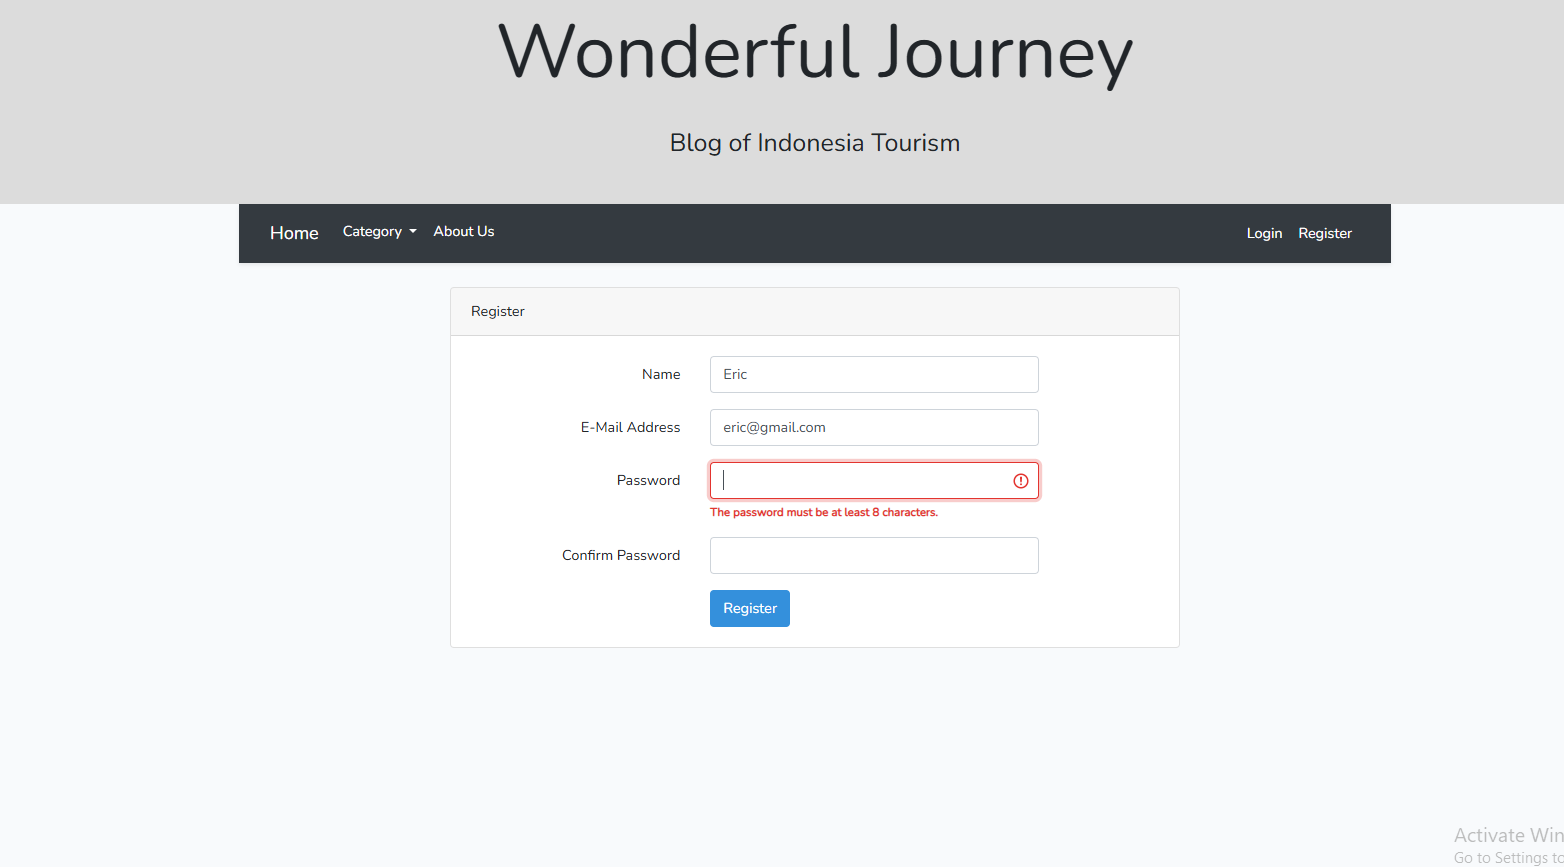 Wonderful Journey
Blog of Indonesia Tourism
Home Category About Us Login Register
Register
Name Eric
E-Mail Address eric@gmail.com
Password
The password must be at least 8 characters.
Confirm Password
Register
Activate Win
Go to Settings to